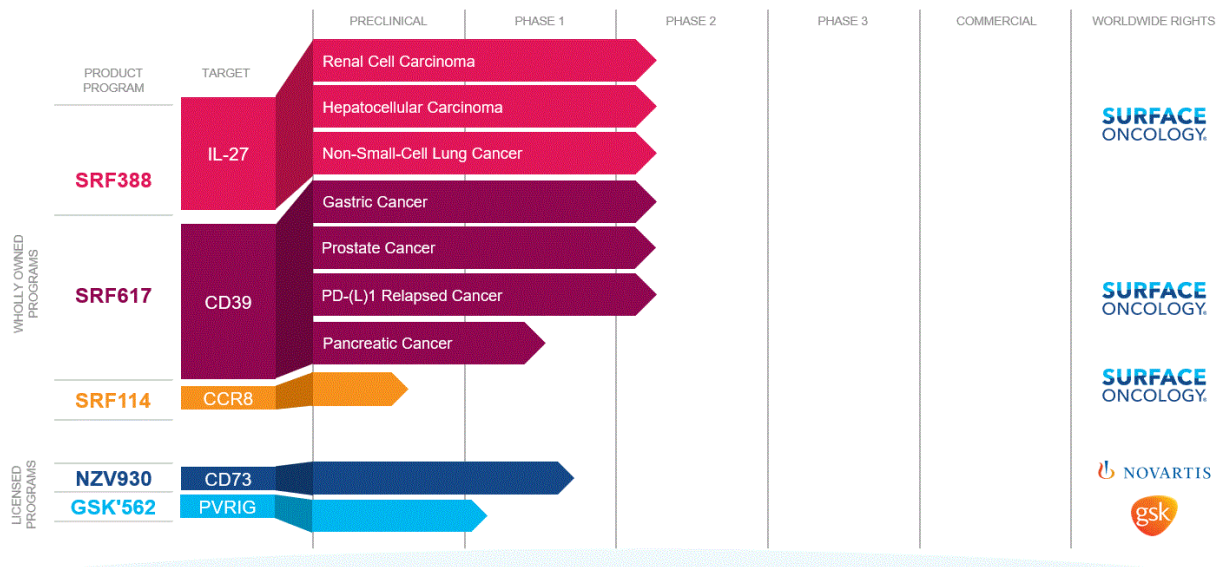 PRECLINICAL
PHASE 1
PHASE 2
PHASE 3
COMMERCIAL
WORLDWIDE RIGHTS
PRODUCT
PROGRAM
TARGET
WHOLLY OWNED
PROGRAMS
SRF388
IL-27
Renal Cell Carcinoma
Hepatocellular Carcinoma
Non-Small-Cell Lung Cancer
SURFACE
ONCOLOGY®
SRF617
CD39
Gastric Cancer
Prostate Cancer
PD-(L)1 Relapsed Cancer
Pancreatic Cancer
SURFACE
ONCOLOGY®
SRF114
CCR8
SURFACE
ONCOLOGY®
LICENSED
PROGRAMS
NZV930
CD73
NOVARTIS
GSK'562
PVRIG
gsk